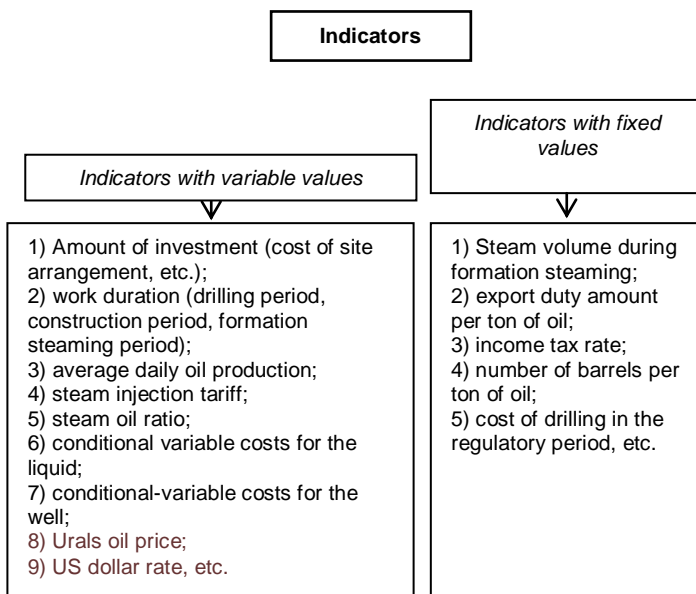 Indicators
Indicators with variable values
1) Amount of investment (cost of site
arrangement, etc.);
2) work duration (drilling period,
construction period, formation
steaming period);
3) average daily oil production;
4) steam injection tariff;
5) steam oil ratio;
6) conditional variable costs for the
liquid;
7) conditional-variable costs for the
well;
8) Urals oil price;
9) US dollar rate, etc.
Indicators with fixed
values
1) Steam volume during
formation steaming;
2) export duty amount
per ton of oil;
3) income tax rate;
4) number of barrels per
ton of oil;
5) cost of drilling in the
regulatory period, etc.